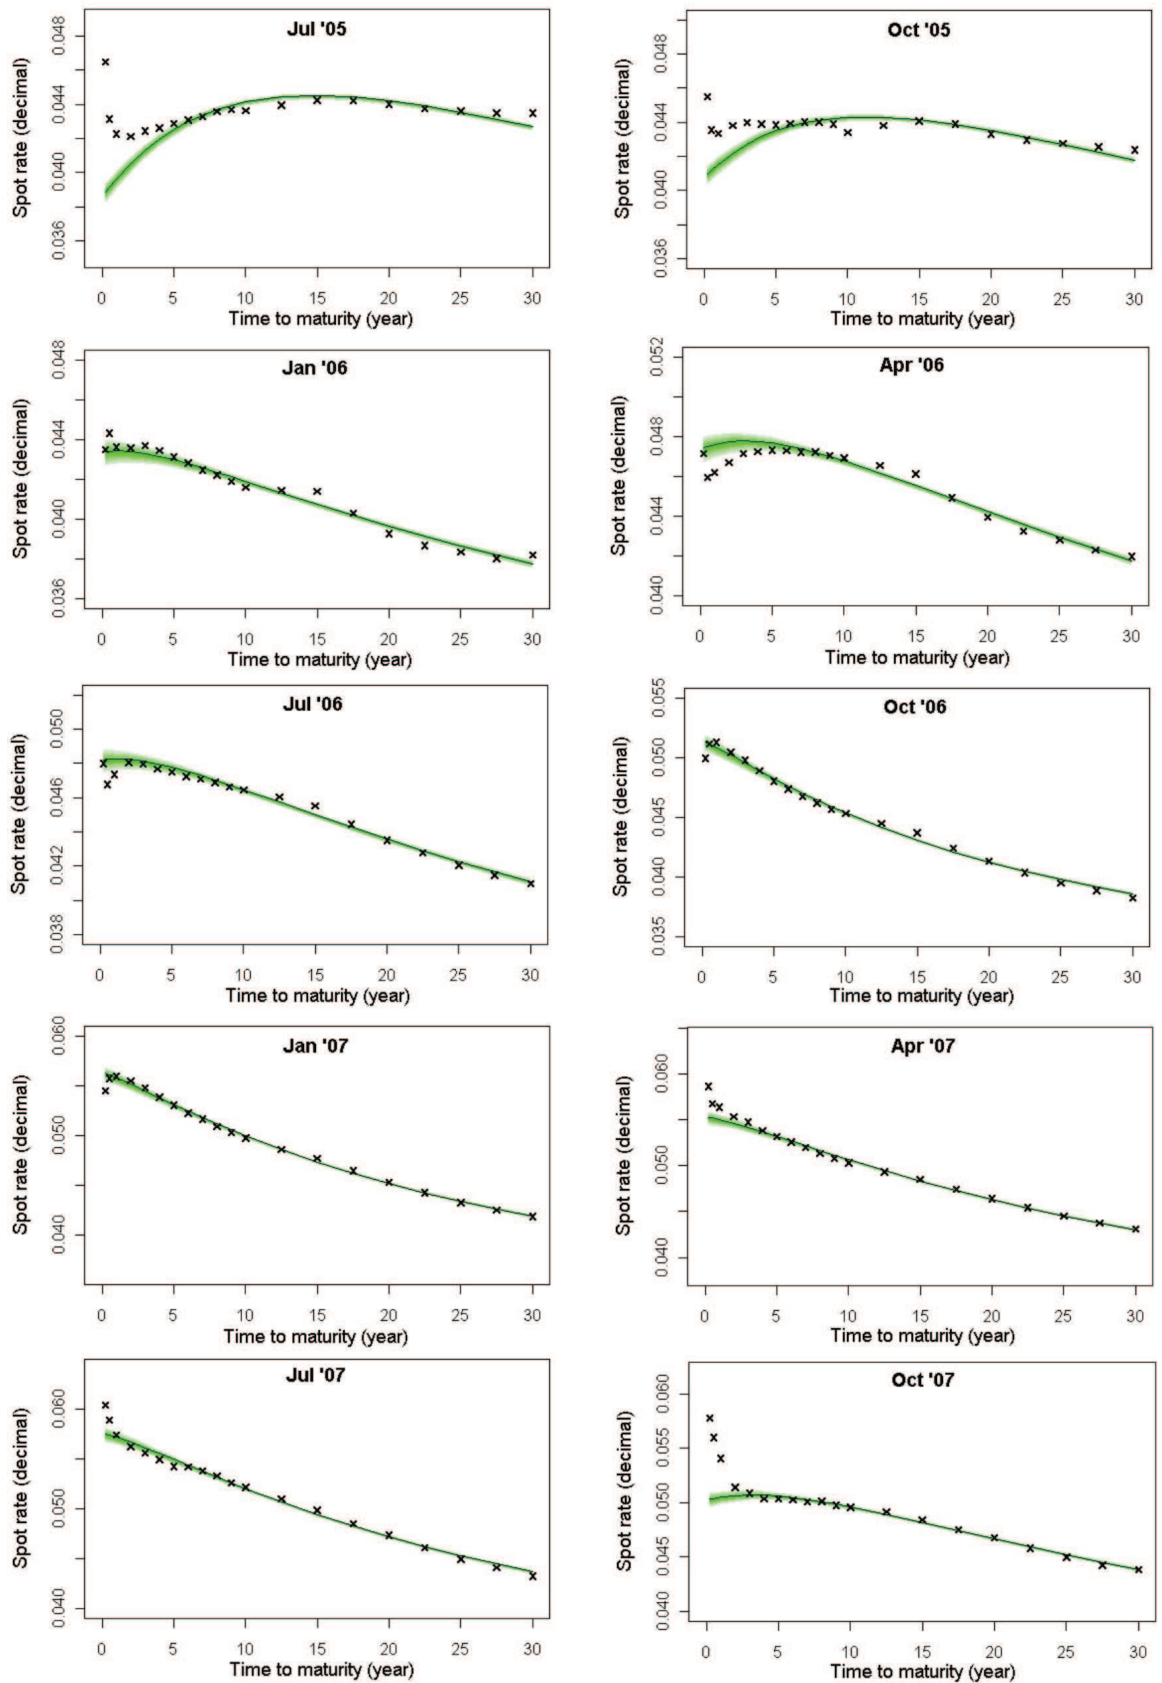 Jul '05
Spot rate (decimal)
0.036 0.040 0.044 0.048
0 5 10 15 20 25 30
Time to maturity (year)
Oct '05
Spot rate (decimal)
0.036 0.040 0.044 0.048
0 5 10 15 20 25 30
Time to maturity (year)
Jan '06
Spot rate (decimal)
0.036 0.040 0.044 0.048
0 5 10 15 20 25 30
Time to maturity (year)
Apr '06
Spot rate (decimal)
0.040 0.044 0.048 0.052
0 5 10 15 20 25 30
Time to maturity (year)
Jul '06
Spot rate (decimal)
0.038 0.042 0.046 0.050
0 5 10 15 20 25 30
Time to maturity (year)
Oct '06
Spot rate (decimal)
0.035 0.040 0.045 0.050 0.055
0 5 10 15 20 25 30
Time to maturity (year)
Jan '07
Spot rate (decimal)
0.040 0.050 0.060
0 5 10 15 20 25 30
Time to maturity (year)
Apr '07
Spot rate (decimal)
0.040 0.050 0.060
0 5 10 15 20 25 30
Time to maturity (year)
Jul '07
Spot rate (decimal)
0.040 0.050 0.060
0 5 10 15 20 25 30
Time to maturity (year)
Oct '07
Spot rate (decimal)
0.040 0.045 0.050 0.055 0.060
0 5 10 15 20 25 30
Time to maturity (year)